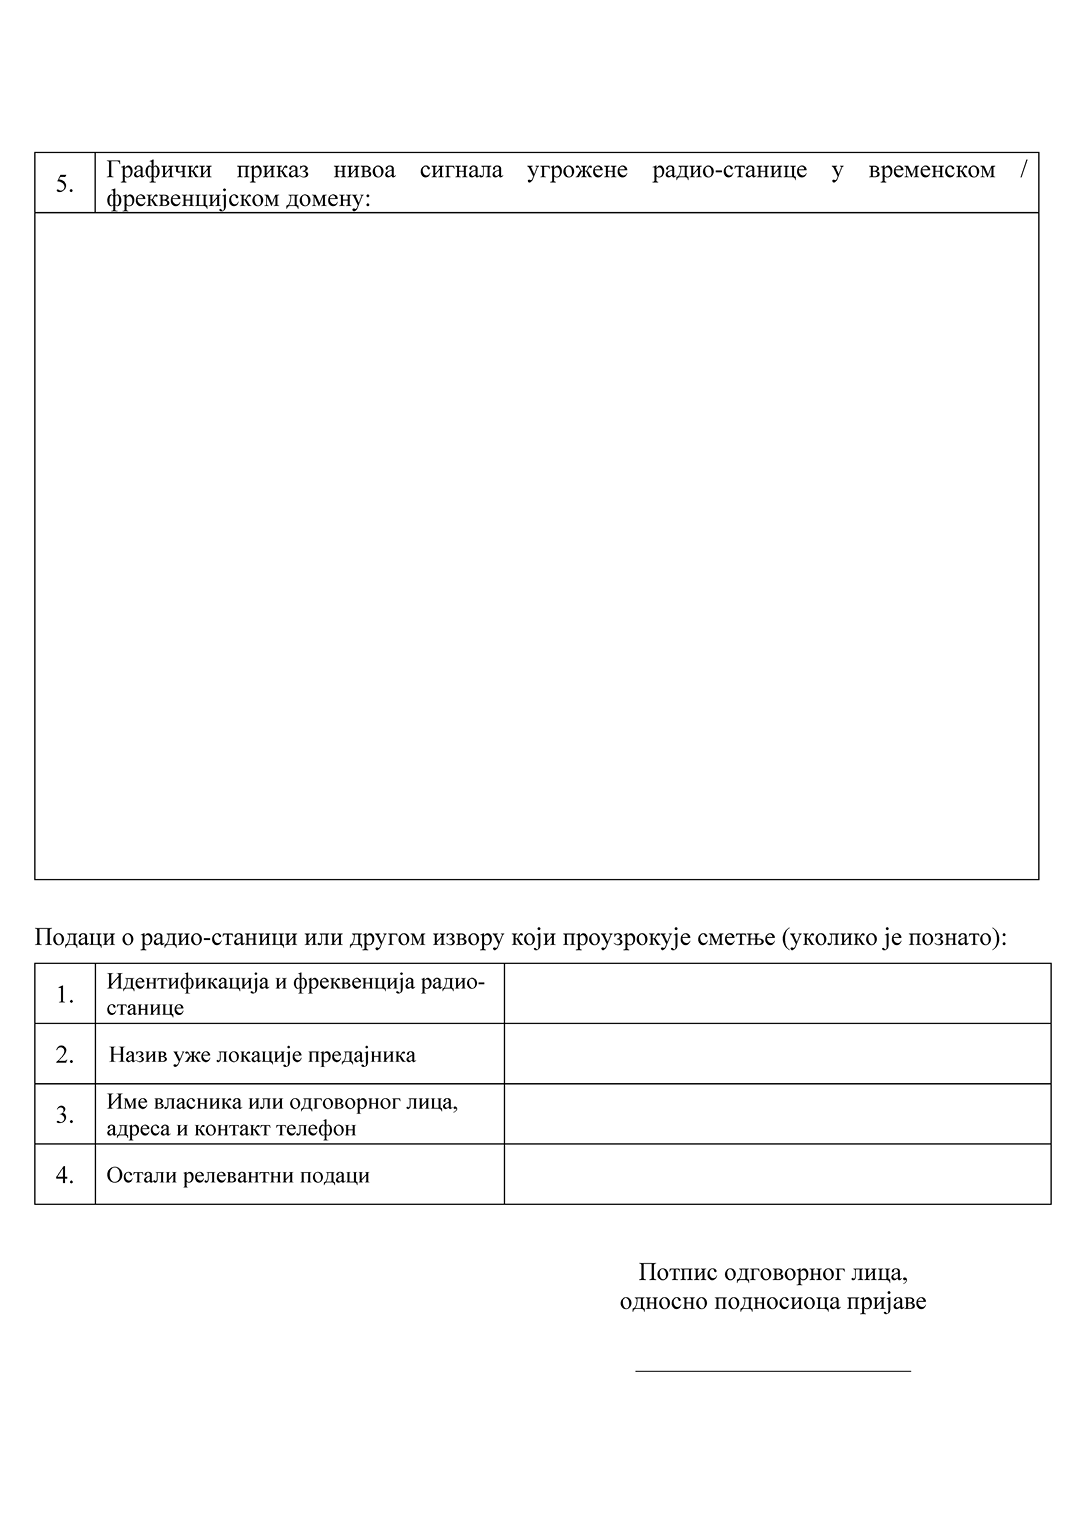 5.
Графички приказ нивоа сигнала угрожене радио-станице у временском /
фреквенцијском домену:
Подаци о радио-станици или другом извору који проузрокује сметње (уколико је познато):
1.
Идентификација и фреквенција радио-
станице
2.
Назив уже локације предајника
3.
Име власника или одговорног лица,
адреса и контакт телефон
4.
Остали релевантни подаци
Потпис одговорног лица,
односно подносиоца пријаве